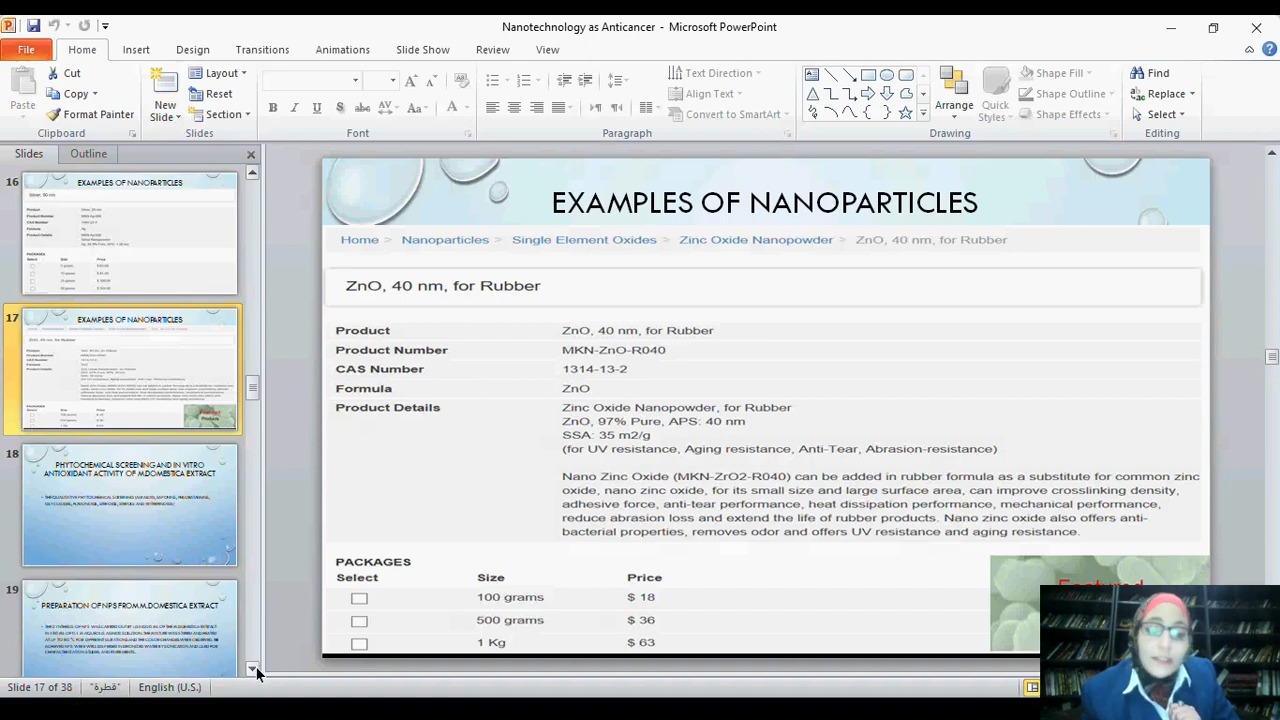 Nanotechnology as Anticancer - Microsoft PowerPoint
File Home Insert Design Transitions Animations Slide Show Review View
Paste
Cut
Copy
Format Painter
Clipboard
New Slide
Layout
Reset
Section
Slides
Font
Paragraph
Text Direction
Align Text
Convert to SmartArt
Arrange
Quick Styles
Shape Fill
Shape Outline
Shape Effects
Drawing
Find
Replace
Select
Editing
Slides Outline
16
EXAMPLES OF NANOPARTICLES
17
EXAMPLES OF NANOPARTICLES
ZnO, 40 nm, for Rubber
18
PHYTOCHEMICAL SCREENING AND IN VITRO
ANTIOXIDANT ACTIVITY OF M.DOMESTICA EXTRACT
19
PREPARATION OF NPS FROM M.DOMESTICA EXTRACT
EXAMPLES OF NANOPARTICLES
Home > Nanoparticles > Single Element Oxides > Zinc Oxide Nanopowder > ZnO, 40 nm, for Rubber
ZnO, 40 nm, for Rubber
Product ZnO, 40 nm, for Rubber
Product Number MKN-ZnO-R040
CAS Number 1314-13-2
Formula ZnO
Product Details Zinc Oxide Nanopowder, for Rubber
ZnO, 97% Pure, APS: 40 nm
SSA: 35 m2/g
(for UV resistance, Aging resistance, Anti-Tear, Abrasion-resistance)
Nano Zinc Oxide (MKN-ZrO2-R040) can be added in rubber formula as a substitute for common zinc
oxide, nano zinc oxide, for its small size and large surface area, can improve crosslinking density,
adhesive force, anti-tear performance, heat dissipation performance, mechanical performance,
reduce abrasion loss and extend the life of rubber products. Nano zinc oxide also offers anti-
bacterial properties, removes odor and offers UV resistance and aging resistance.
PACKAGES
Select Size Price
100 grams $ 18
grams 36
63
Featured
Slide 17 of 38 "قطرة" English (U.S.)